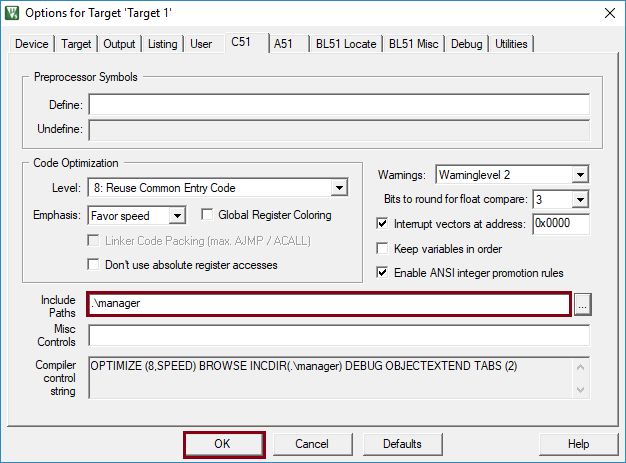 Options for Target 'Target 1'
Device Target Output Listing User C51 A51 BL51 Locate BL51 Misc Debug Utilities
Preprocessor Symbols
Define:
Undefine:
Code Optimization
Level: 8: Reuse Common Entry Code
Emphasis: Favor speed Global Register Coloring
Linker Code Packing (max. AJMP / ACALL)
Don't use absolute register accesses
Warnings: Warninglevel 2
Bits to round for float compare: 3
Interrupt vectors at address: 0x0000
Keep variables in order
Enable ANSI integer promotion rules
Include
Paths
.\manager
...
Misc
Controls
Compiler
control
string
OPTIMIZE (8,SPEED) BROWSE INCDIR(.\manager) DEBUG OBJECTEXTEND TABS (2)
OK Cancel Defaults Help